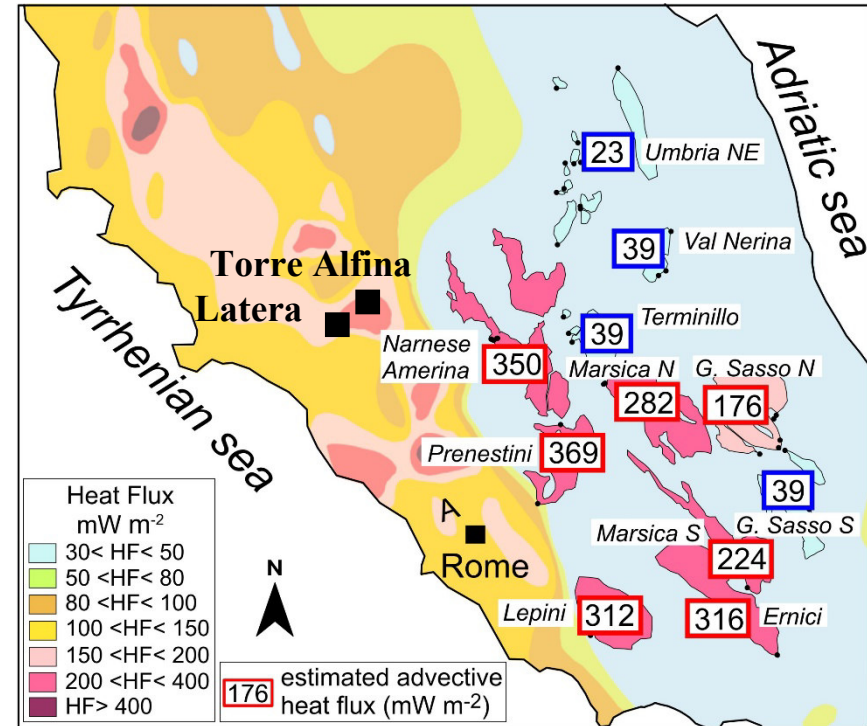 Adriatic sea
23
Umbria NE
39
Val Nerina
Torre Alfina
Latera
Tyrrhenian sea
39
Terminillo
Narnese
Amerina
350
Marsica N
282
G. Sasso N
176
Prenestini
369
39
G. Sasso S
Marsica S
224
A
Rome
N
Lepini
312
316
Ernici
Heat Flux
mW m-2
30< HF< 50
50 <HF< 80
80 <HF< 100
100 <HF< 150
150 <HF< 200
200 <HF< 400
HF> 400
176
estimated advective
heat flux (mW m-2)